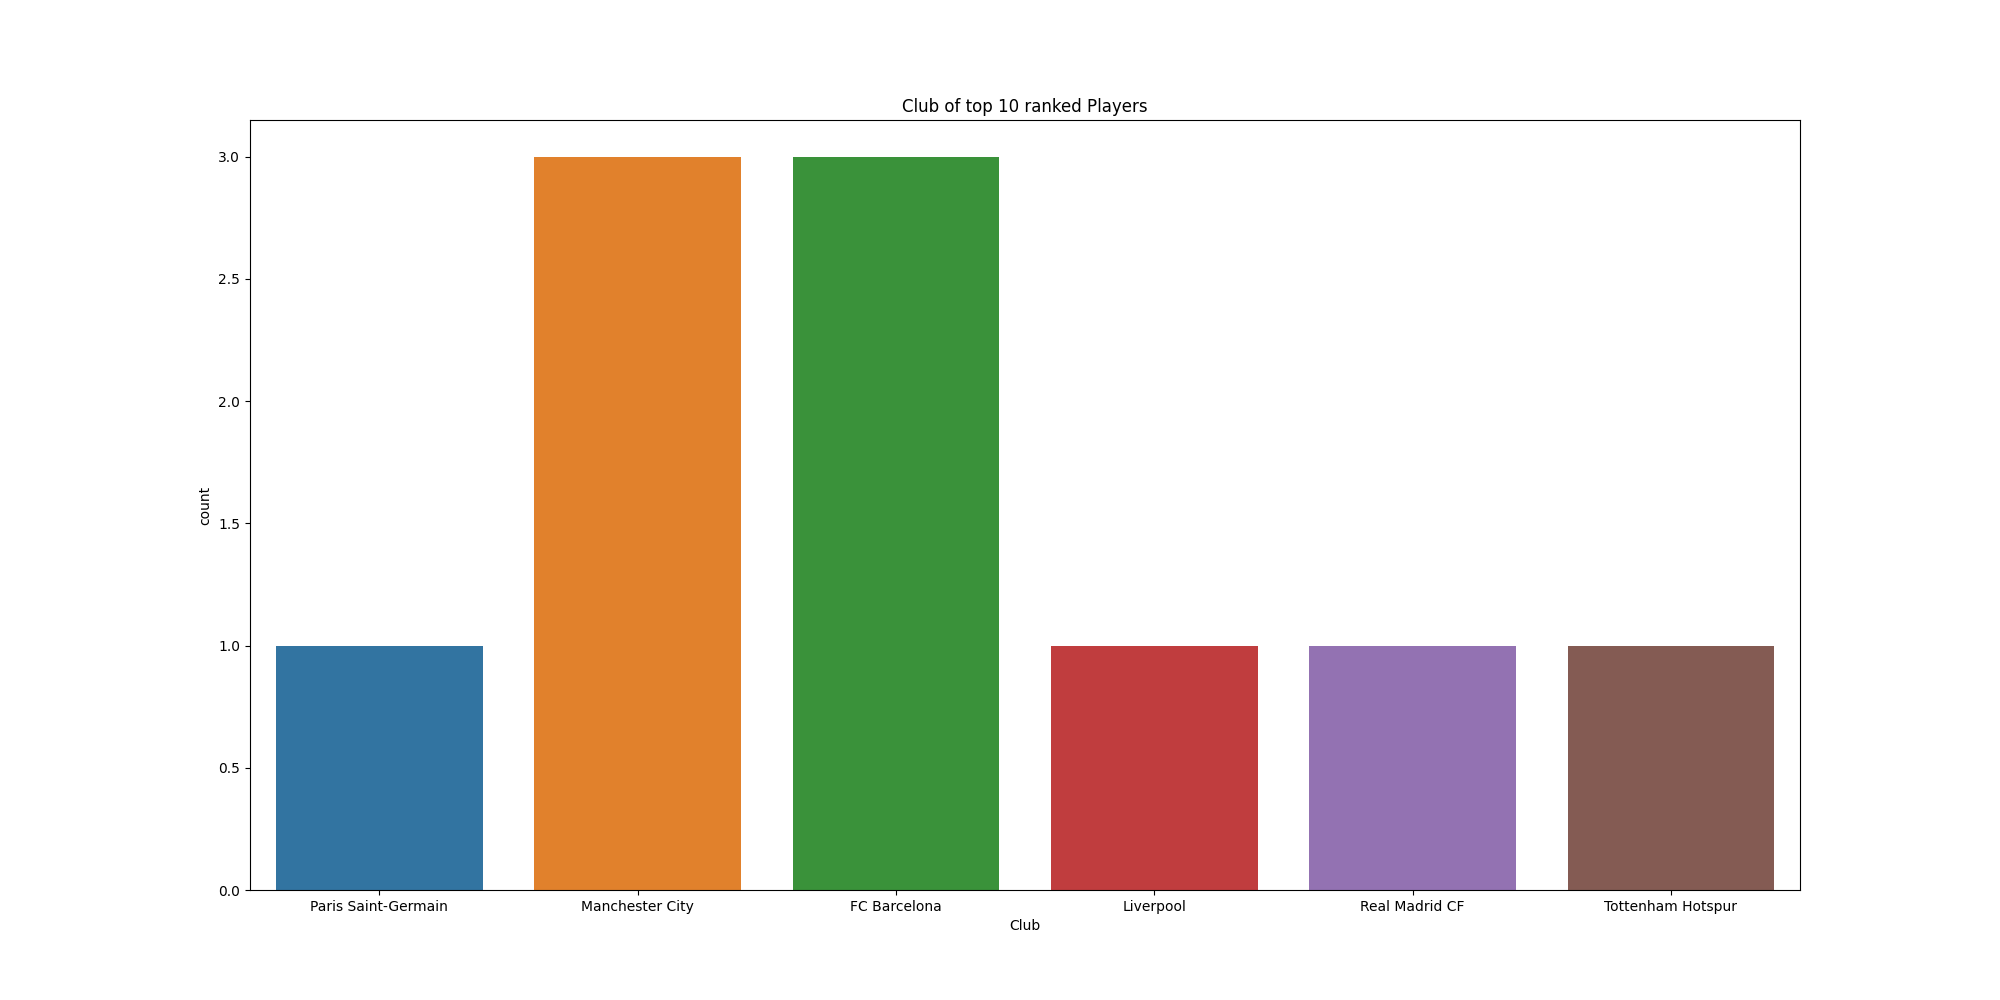 Club of top 10 ranked Players
3.0
2.5
2.0
1.5
1.0
0.5
0.0
count
Paris Saint-Germain Manchester City FC Barcelona Liverpool Real Madrid CF Tottenham Hotspur
Club